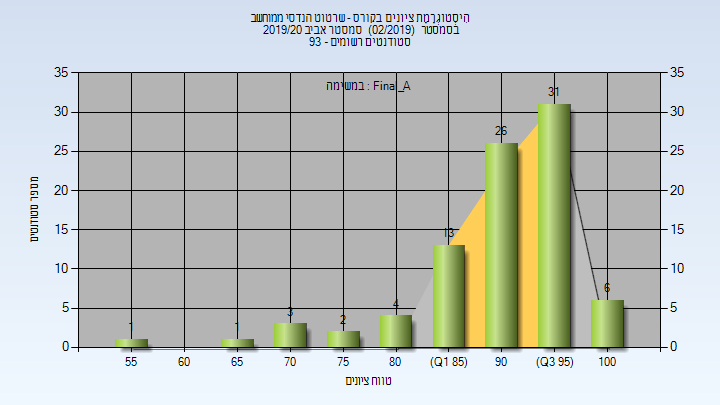 היסטוגרמת ציונים בקורס - שרטוט הנדסי ממוחשב
בסמסטר (02/2019) סמסטר אביב 2019/20
סטודנטים רשומים - 93
במשימה : Final_A
35 35
30 30
25 25
20 20
15 15
10 10
5 5
0 0
מספר סטודנטים
1 1 3 2 4 13 26 31 6
55 60 65 70 75 80 (Q1 85) 90 (Q3 95) 100
טווח ציונים